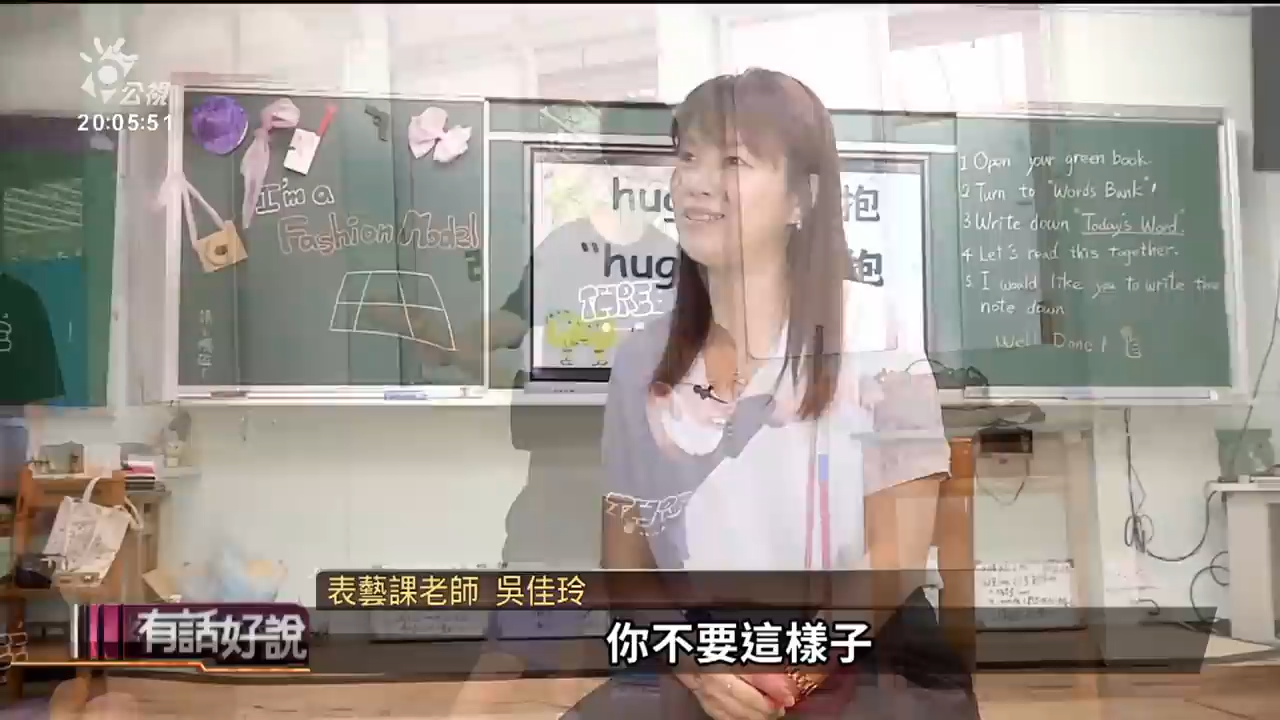 公視
20:05:51
I'm a
Fashion Model
hug
抱
"hug
抱
1 Open your green book.
2 Turn to "Words Bank"!
3 Write down "Today's Word".
4 Let's read this together.
5. I would like you to write the
note down
Well Done!
表藝課老師 吳佳玲
有話好說
你不要這樣子